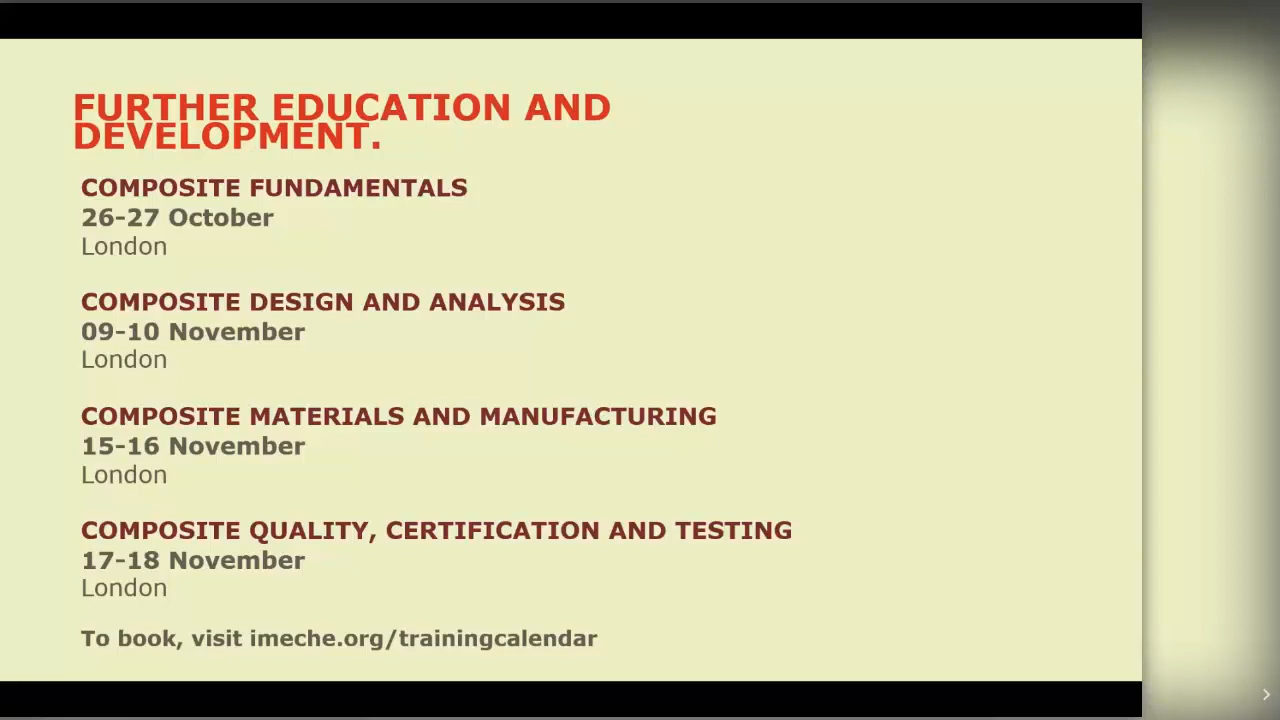 FURTHER EDUCATION AND
DEVELOPMENT.
COMPOSITE FUNDAMENTALS
26-27 October
London
COMPOSITE DESIGN AND ANALYSIS
09-10 November
London
COMPOSITE MATERIALS AND MANUFACTURING
15-16 November
London
COMPOSITE QUALITY, CERTIFICATION AND TESTING
17-18 November
London
To book, visit imeche.org/trainingcalendar